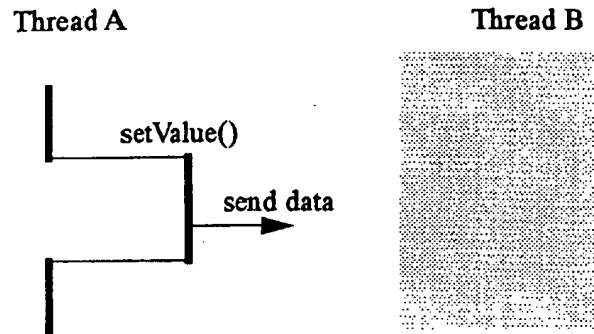 Thread A
Thread B
setValue()
send data